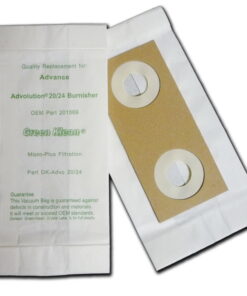 Quality Replacement for:
Advance
Advolution® 20/24 Burnisher
OEM Part
Green Klean®
Micro-Plus Filtration
Part GK-Advo 20/24
Guarantee
This Vacuum Bag is guaranteed against
defects in construction and materials.
It will meet or exceed OEM standards.